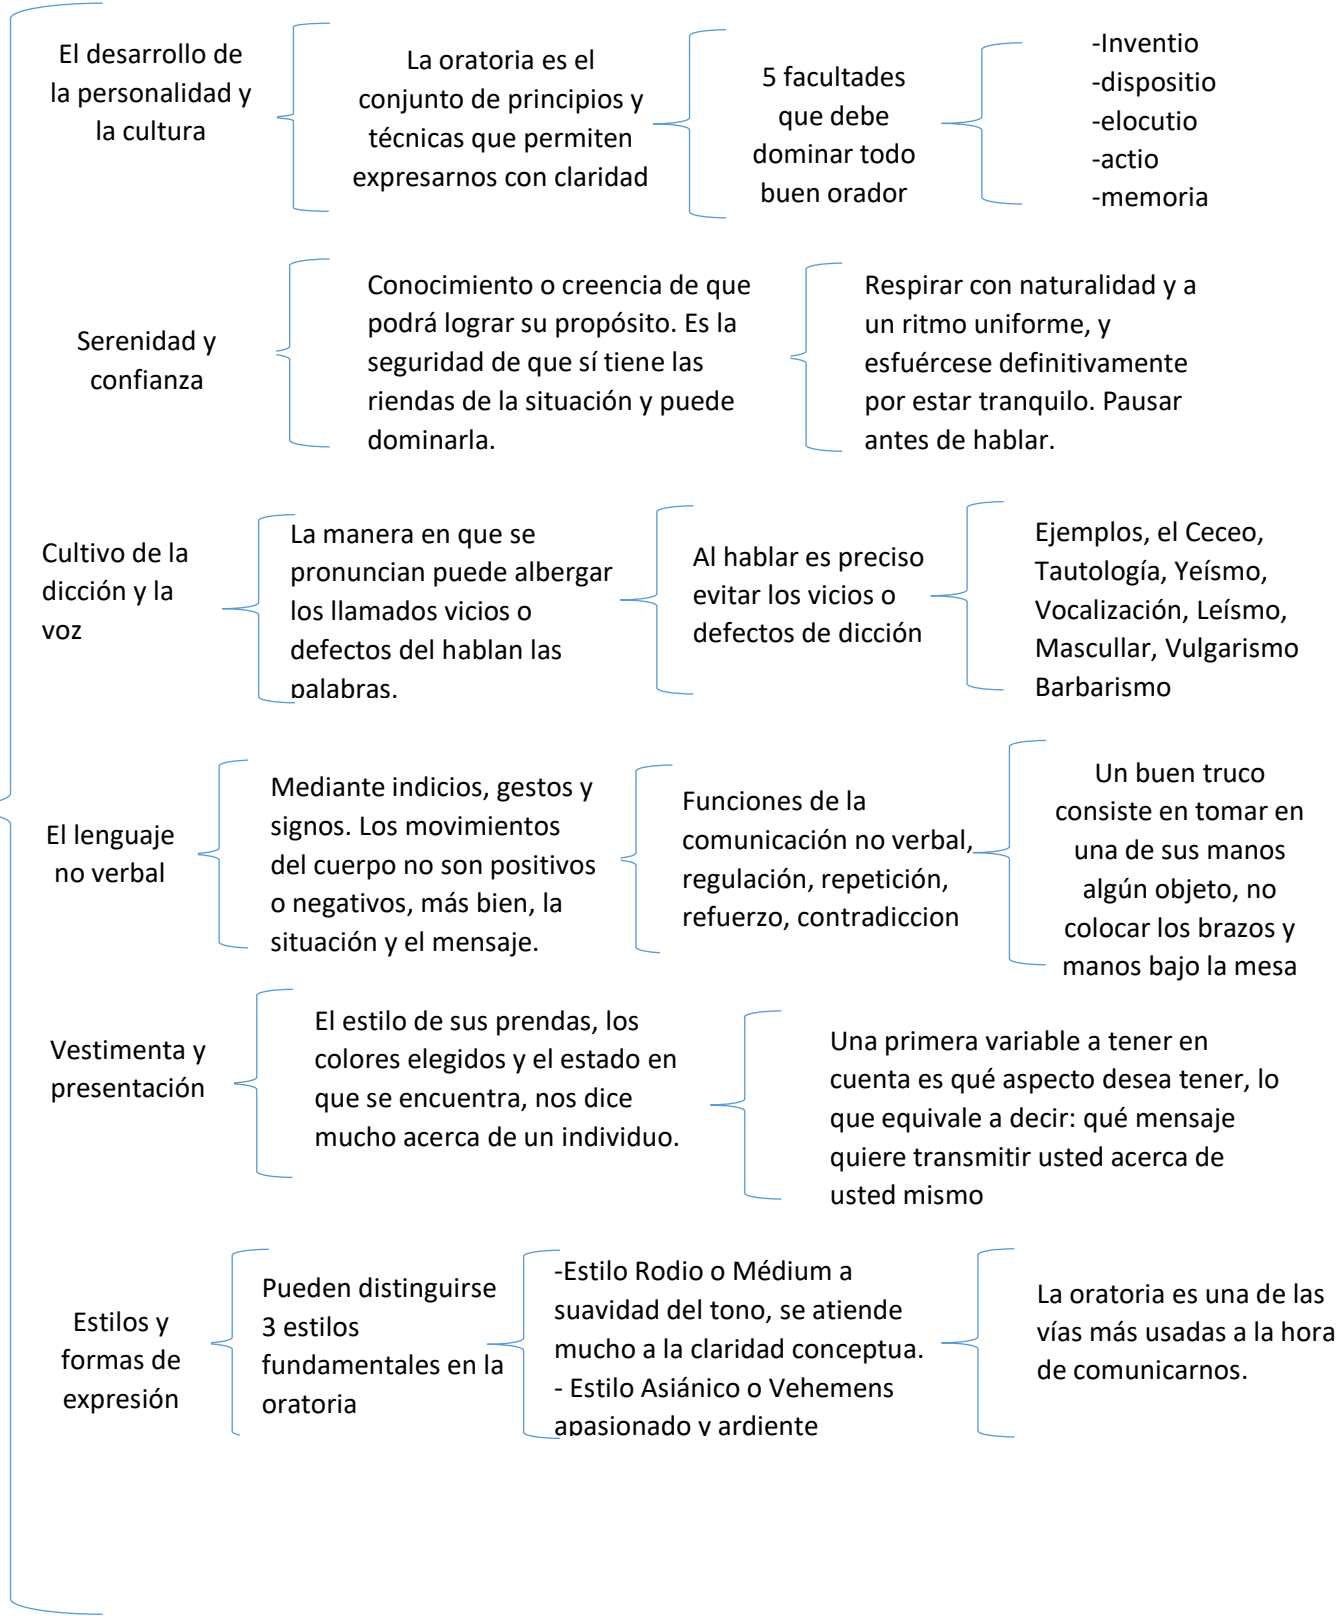 El desarrollo de
la personalidad y
la cultura
La oratoria es el
conjunto de principios y
técnicas que permiten
expresarnos con claridad
5 facultades
que debe
dominar todo
buen orador
-Inventio
-dispositio
-elocutio
-actio
-memoria
Serenidad y
confianza
Conocimiento o creencia de que
podrá lograr su propósito. Es la
seguridad de que sí tiene las
riendas de la situación y puede
dominarla.
Respirar con naturalidad y a
un ritmo uniforme, y
esfuércese definitivamente
por estar tranquilo. Pausar
antes de hablar.
Cultivo de la
dicción y la
voz
La manera en que se
pronuncian puede albergar
los llamados vicios o
defectos del hablan las
palabras.
Al hablar es preciso
evitar los vicios o
defectos de dicción
Ejemplos, el Ceceo,
Tautología, Yeísmo,
Vocalización, Leísmo,
Mascullar, Vulgarismo
Barbarismo
El lenguaje
no verbal
Mediante indicios, gestos y
signos. Los movimientos
del cuerpo no son positivos
o negativos, más bien, la
situación y el mensaje.
Funciones de la
comunicación no verbal,
regulación, repetición,
refuerzo, contradiccion
Un buen truco
consiste en tomar en
una de sus manos
algún objeto, no
colocar los brazos y
manos bajo la mesa
Vestimenta y
presentación
El estilo de sus prendas, los
colores elegidos y el estado en
que se encuentra, nos dice
mucho acerca de un individuo.
Una primera variable a tener en
cuenta es qué aspecto desea tener, lo
que equivale a decir: qué mensaje
quiere transmitir usted acerca de
usted mismo
Estilos y
formas de
expresión
Pueden distinguirse
3 estilos
fundamentales en la
oratoria
-Estilo Rodio o Médium a
suavidad del tono, se atiende
mucho a la claridad conceptua.
- Estilo Asiánico o Vehemens
apasionado y ardiente
La oratoria es una de las
vías más usadas a la hora
de comunicarnos.